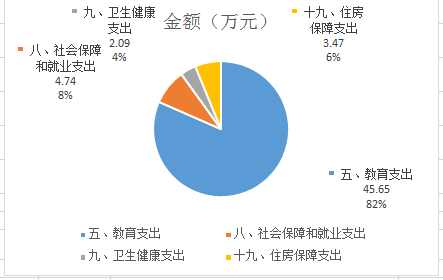 金额（万元）
九、卫生健康
支出
2.09
4%
十九、住房
保障支出
3.47
6%
八、社会保障
和就业支出
4.74
8%
五、教育支出
45.65
82%
五、教育支出
八、社会保障和就业支出
九、卫生健康支出
十九、住房保障支出